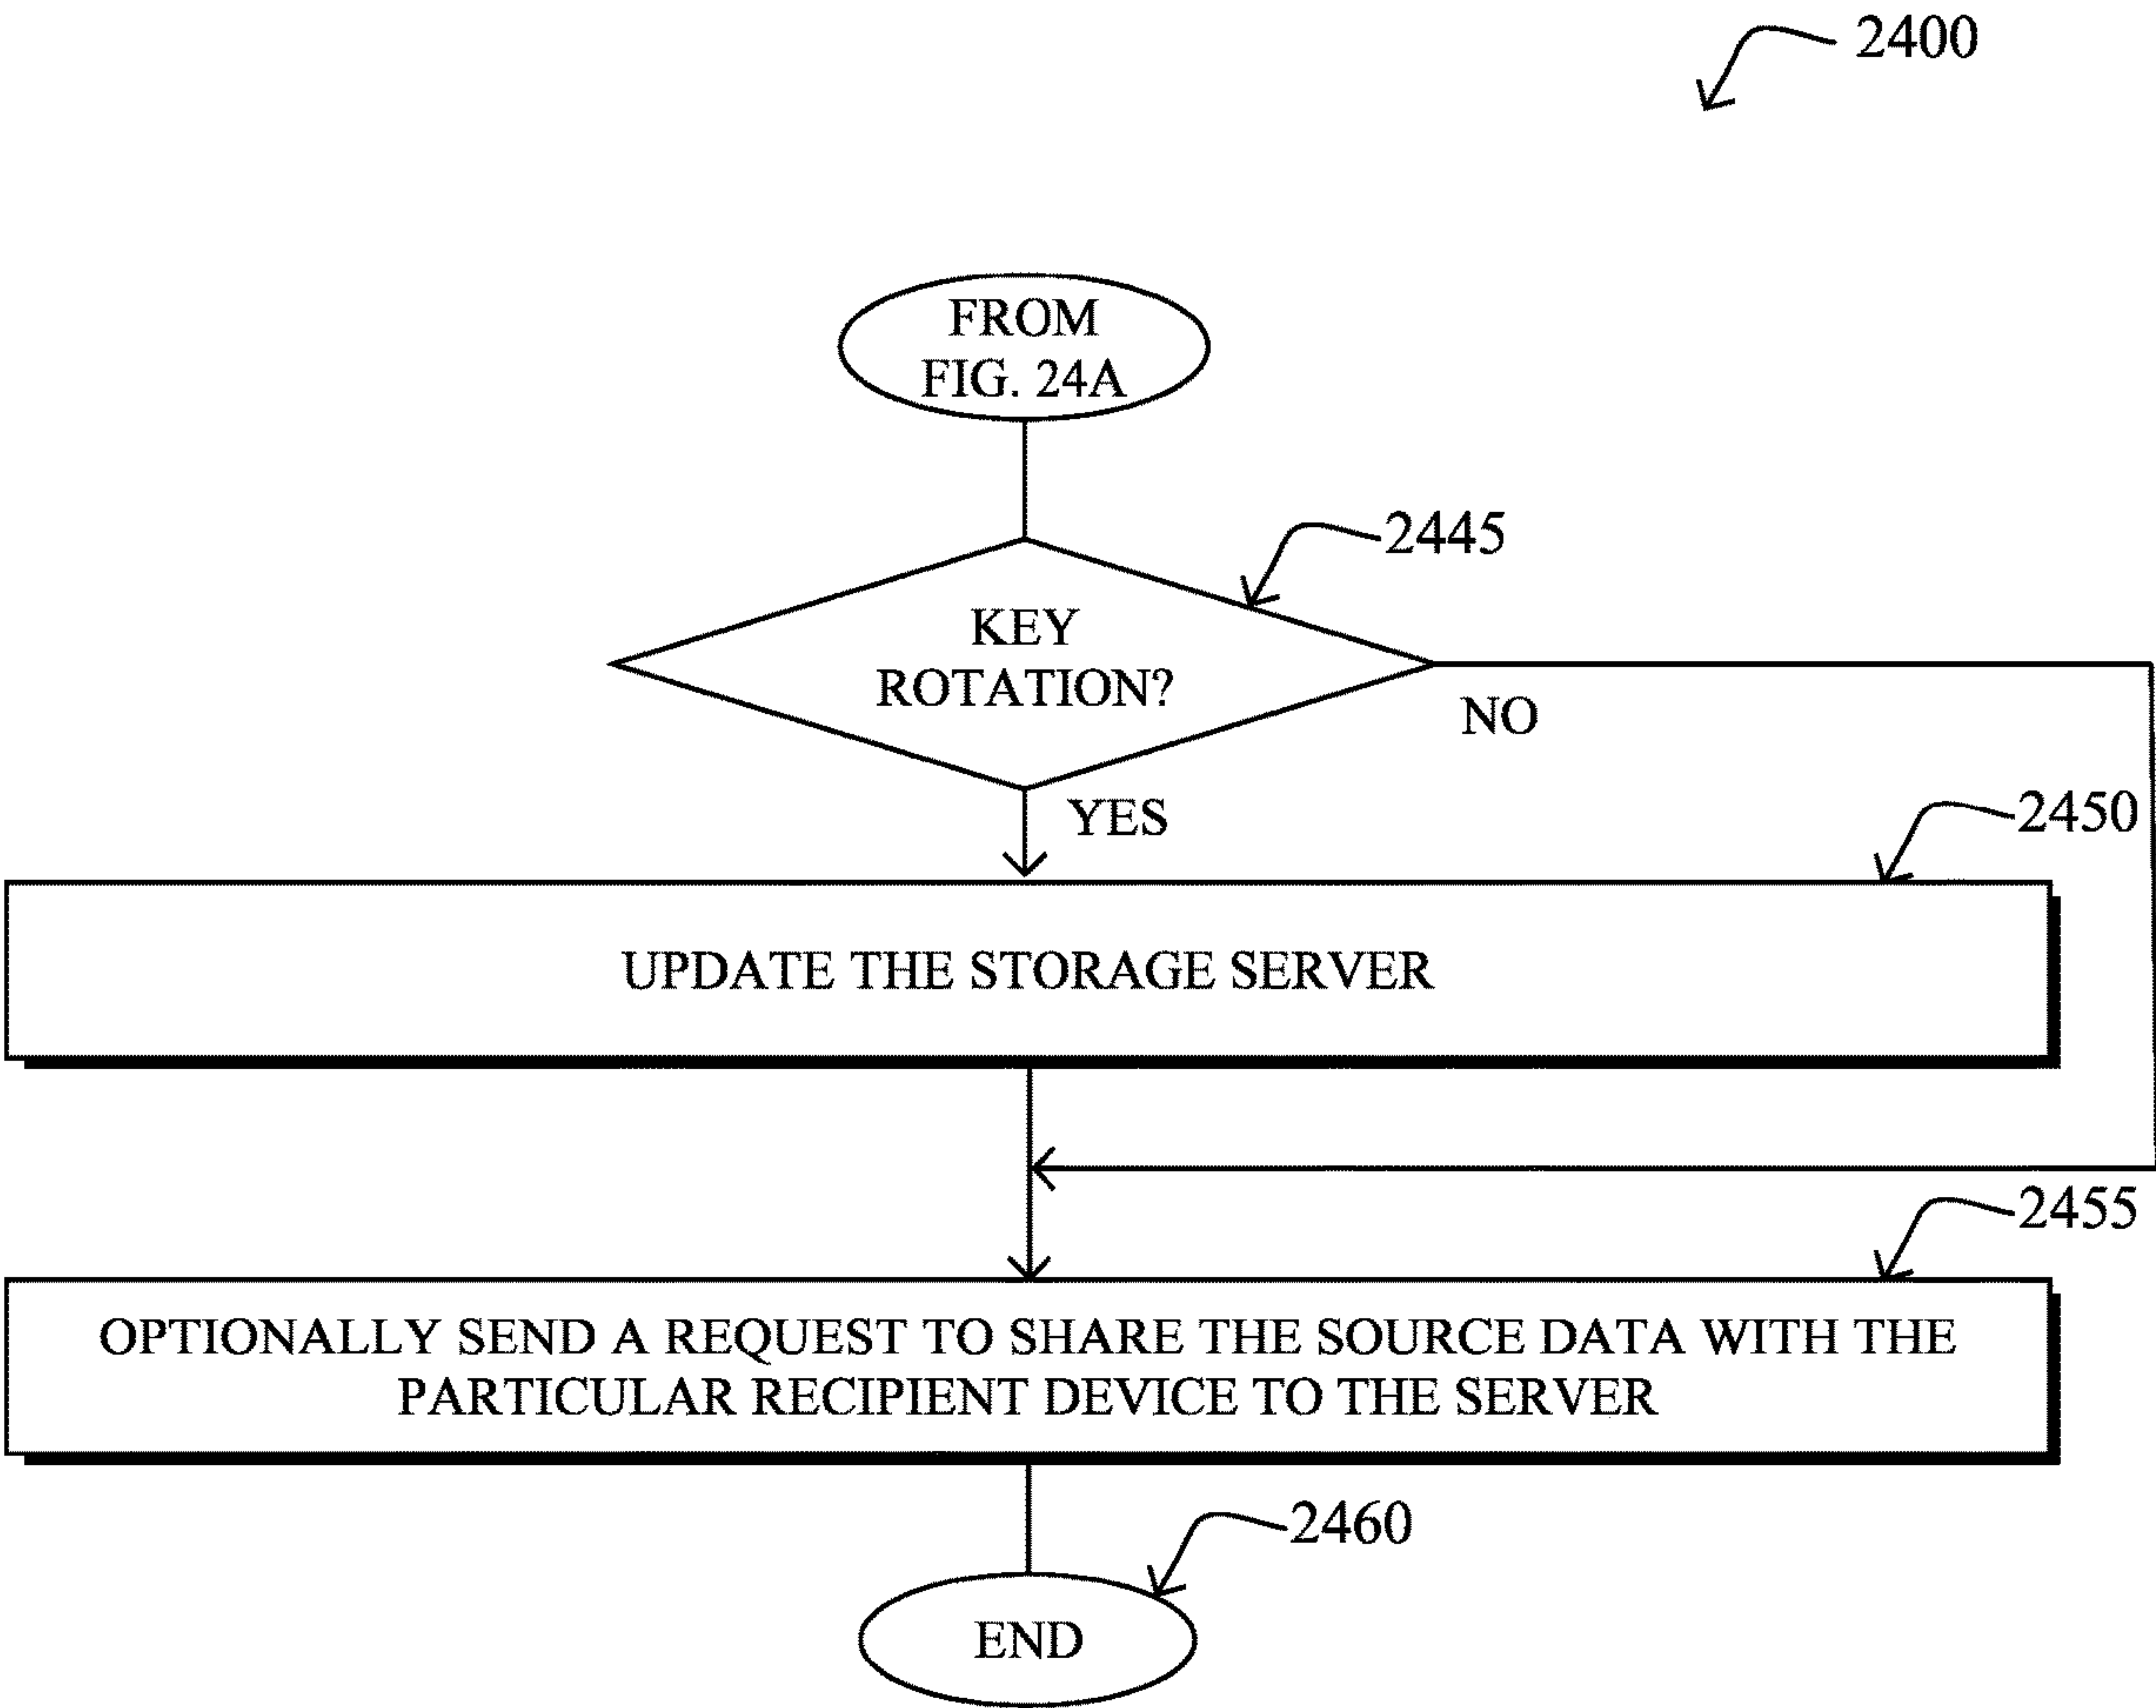 2400
FROM
FIG. 24A
2445
KEY
ROTATION?
NO
YES
2450
UPDATE THE STORAGE SERVER
2455
OPTIONALLY SEND A REQUEST TO SHARE THE SOURCE DATA WITH THE
PARTICULAR RECIPIENT DEVICE TO THE SERVER
2460
END